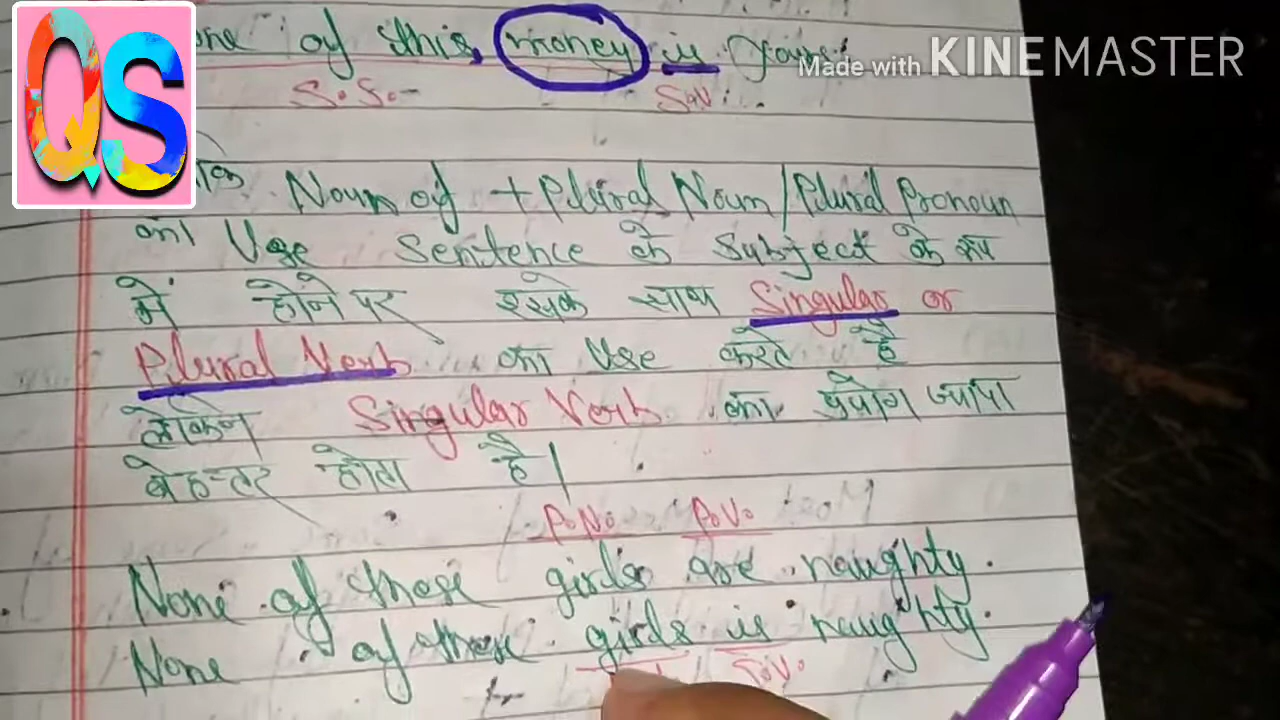 one of this money is yours
S.S.
S.V.
QS
Made with KINEMASTER
Noun of + Plural Noun/Plural Pronoun
का Use Sentence के Subject के रूप
में होने पर इसके साथ Singular or
Plural Verb का Use करते है
लेकिन Singular Verb का प्रयोग ज्यादा
बेहतर होता है।
P.N. P.V.
None of these girls are naughty.
None of these girls is naughty.
S.V.